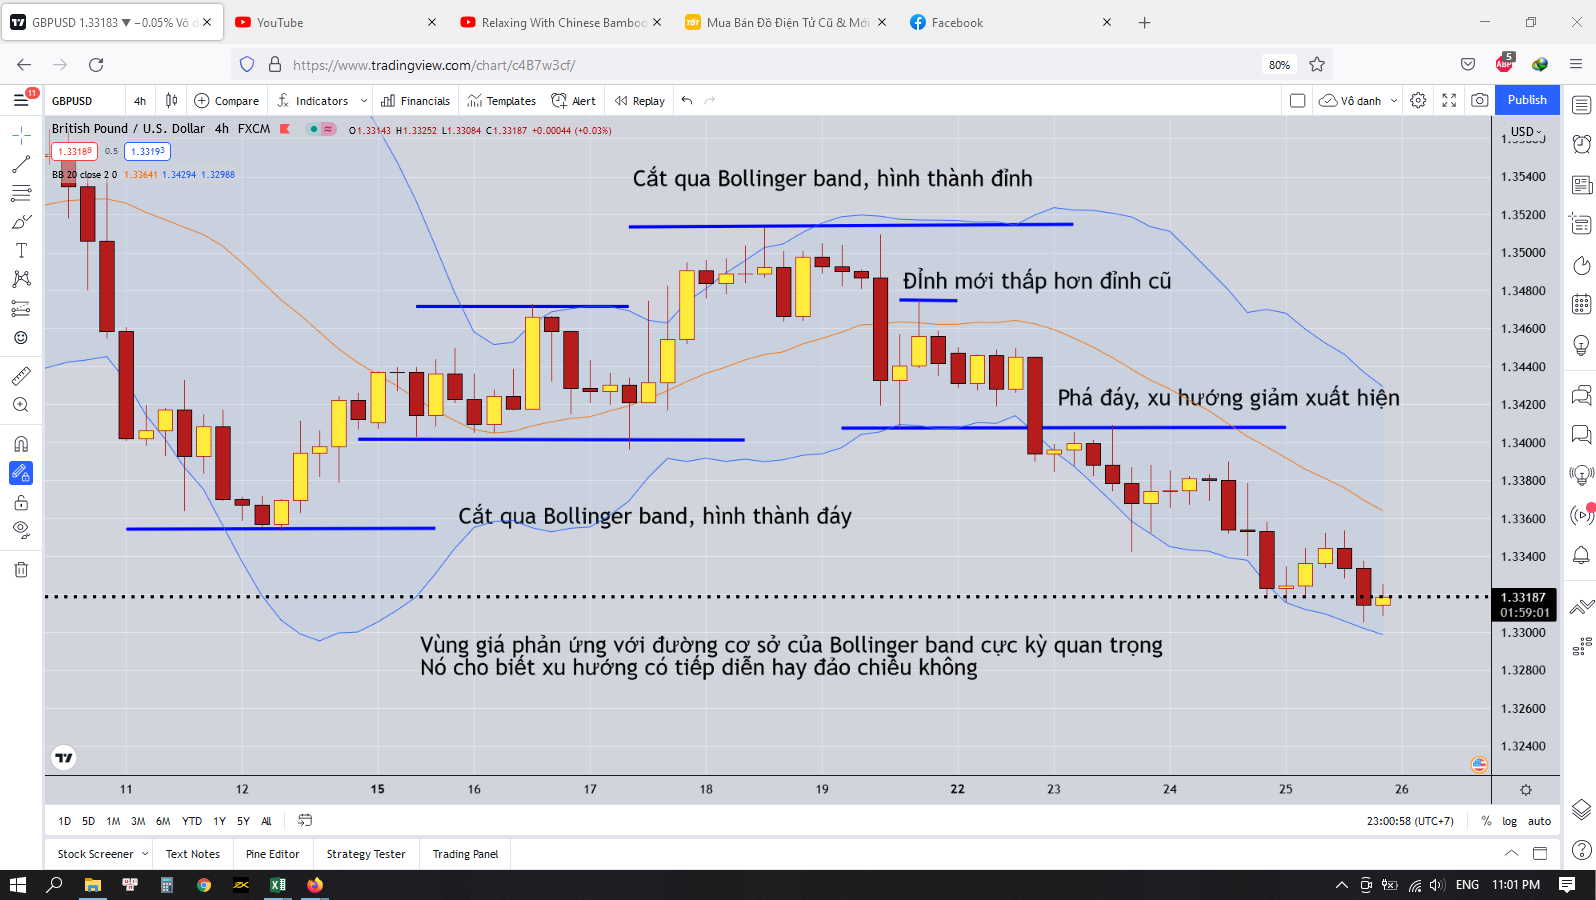 GBPUSD 1.33183 ▼ −0.05% Vô d
YouTube
Relaxing With Chinese Bamboo
TỐT
Mua Bán Đồ Điện Tử Cũ & Mới
Facebook
https://www.tradingview.com/chart/c4B7w3cf/
80%
ABP
5
11
GBPUSD
4h
Compare
Indicators
Financials
Templates
Alert
Replay
Vô danh
Publish
British Pound / U.S. Dollar 4h FXCM
O1.33143 H1.33252 L1.33084 C1.33187 +0.00044 (+0.03%)
1.33188
0.5
1.33193
BB 20 close 2 0 1.33641 1.34294 1.32988
USD
Cắt qua Bollinger band, hình thành đỉnh
ĐỈnh mới thấp hơn đỉnh cũ
Phá đáy, xu hướng giảm xuất hiện
Cắt qua Bollinger band, hình thành đáy
Vùng giá phản ứng với đường cơ sở của Bollinger band cực kỳ quan trọng
Nó cho biết xu hướng có tiếp diễn hay đảo chiều không
1.35400
1.35200
1.35000
1.34800
1.34600
1.34400
1.34200
1.34000
1.33800
1.33600
1.33400
1.33187
01:59:01
1.33000
1.32800
1.32600
1.32400
11 12 15 16 17 18 19 22 23 24 25 26
1D 5D 1M 3M 6M YTD 1Y 5Y All
23:00:58 (UTC+7)
% log auto
Stock Screener
Text Notes
Pine Editor
Strategy Tester
Trading Panel
ENG
11:01 PM